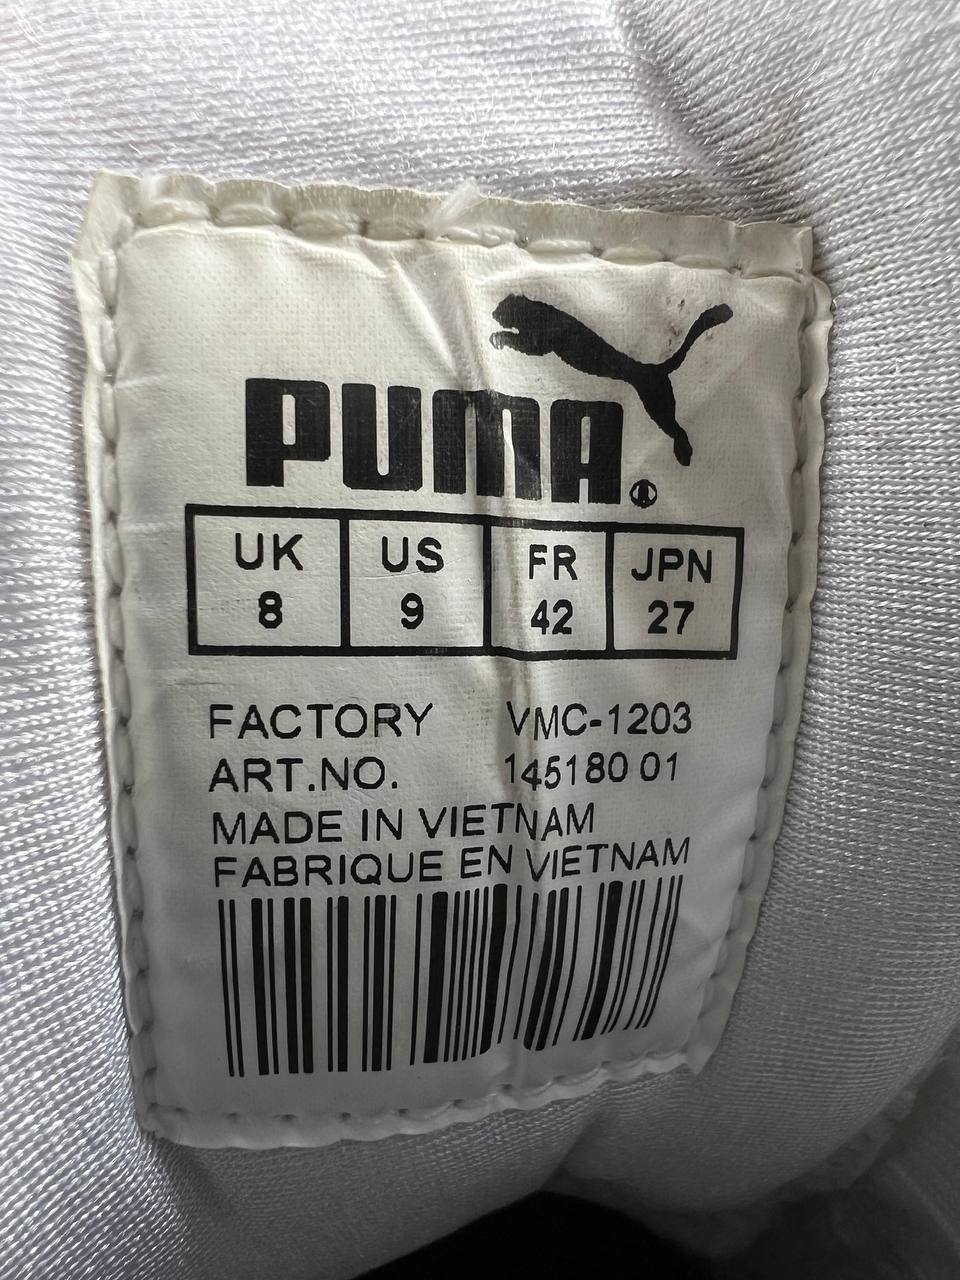 PUMA®
UK US FR JPN
8 9 42 27
FACTORY VMC-1203
ART.NO. 145180 01
MADE IN VIETNAM
FABRIQUE EN VIETNAM